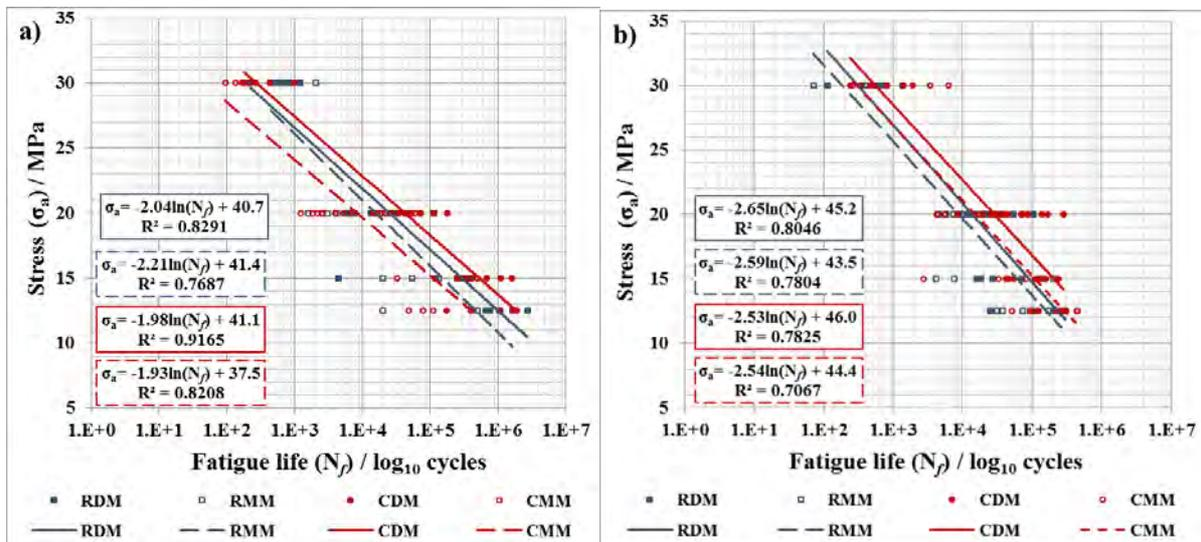 a)
35
30
25
20
15
10
5
Stress (σa) / MPa
σa= -2.04ln(Nf) + 40.7
R² = 0.8291
σa= -2.21ln(Nf) + 41.4
R² = 0.7687
σa= -1.98ln(Nf) + 41.1
R² = 0.9165
σa= -1.93ln(Nf) + 37.5
R² = 0.8208
1.E+0 1.E+1 1.E+2 1.E+3 1.E+4 1.E+5 1.E+6 1.E+7
Fatigue life (Nf) / log10 cycles
RDM RMM CDM CMM
RDM RMM CDM CMM
b)
35
30
25
20
15
10
5
Stress (σa) / MPa
σa= -2.65ln(Nf) + 45.2
R² = 0.8046
σa= -2.59ln(Nf) + 43.5
R² = 0.7804
σa= -2.53ln(Nf) + 46.0
R² = 0.7825
σa= -2.54ln(Nf) + 44.4
R² = 0.7067
1.E+0 1.E+1 1.E+2 1.E+3 1.E+4 1.E+5 1.E+6 1.E+7
Fatigue life (Nf) / log10 cycles
RDM RMM CDM CMM
RDM RMM CDM CMM